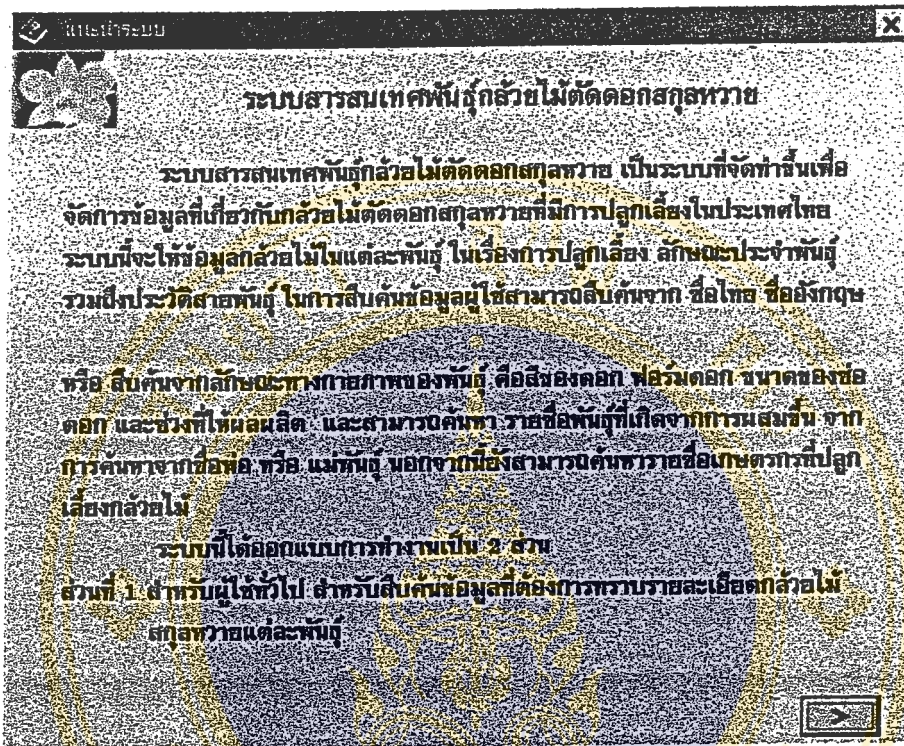 แนะนำระบบ
ระบบสารสนเทศพันธุ์กล้วยไม้ตัดดอกสกุลหวาย
ระบบสารสนเทศพันธุ์กล้วยไม้ตัดดอกสกุลหวาย เป็นระบบที่จัดทำขึ้นเพื่อ
จัดการข้อมูลที่เกี่ยวกับกล้วยไม้ตัดดอกสกุลหวายที่มีการปลูกเลี้ยงในประเทศไทย
ระบบนี้จะให้ข้อมูลกล้วยไม้ในแต่ละพันธุ์ ในเรื่องการปลูกเลี้ยง ลักษณะประจำพันธุ์
รวมถึงประวัติสายพันธุ์ ในการสืบค้นข้อมูลผู้ใช้สามารถสืบค้นจาก ชื่อไทย ชื่ออังกฤษ
หรือ สืบค้นจากลักษณะทางกายภาพของพันธุ์ คือสีของดอก ฟอร์มดอก ขนาดของช่อ
ดอก และช่วงที่ให้ผลผลิต และสามารถค้นหา รายชื่อพันธุ์ที่เกิดจากการผสมขึ้น จาก
การค้นหาจากชื่อพ่อ หรือ แม่พันธุ์ นอกจากนี้ยังสามารถค้นหารายชื่อเกษตรกรที่ปลูก
เลี้ยงกล้วยไม้
ระบบนี้ได้ออกแบบการทำงานเป็น 2 ส่วน
ส่วนที่ 1 สำหรับผู้ใช้ทั่วไป สำหรับสืบค้นข้อมูลที่ต้องการทราบรายละเอียดกล้วยไม้
สกุลหวายแต่ละพันธุ์
>